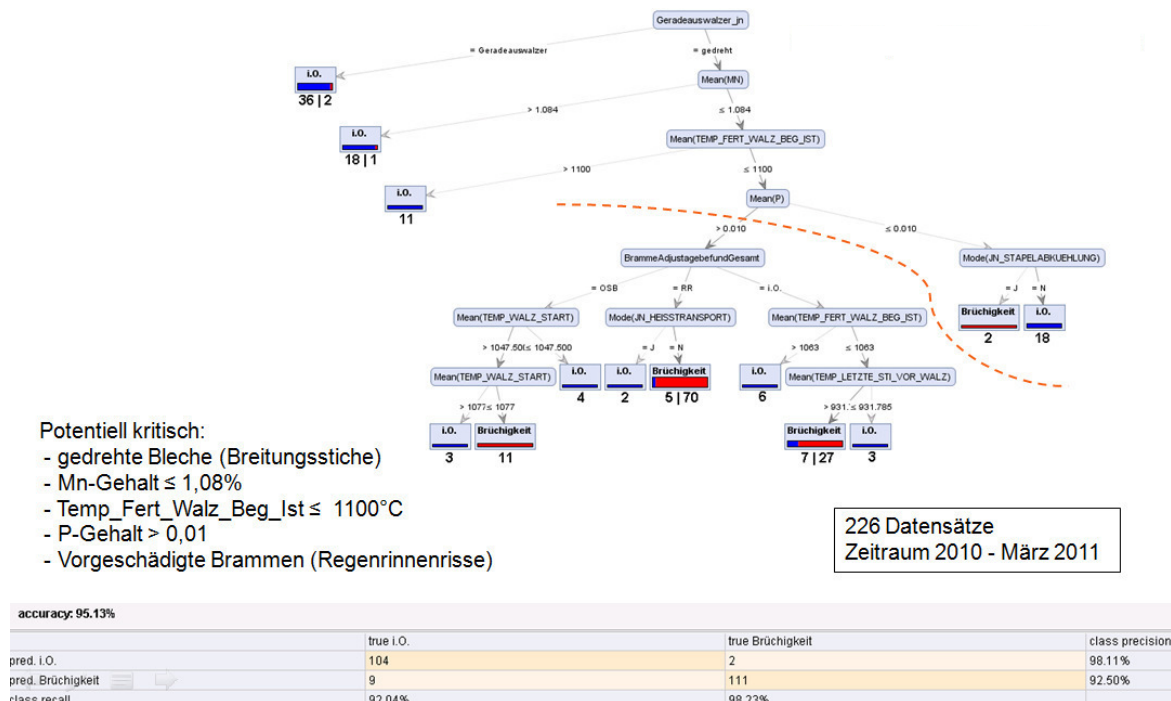 Geradeauswalzer_jn
= Geradeauswalzer
= gedreht
i.O.
36 | 2
Mean(MN)
> 1.084
≤ 1.084
i.O.
18 | 1
Mean(TEMP_FERT_WALZ_BEG_IST)
> 1100
≤ 1100
i.O.
11
Mean(P)
> 0.010
≤ 0.010
BrammeAdjustagebefundGesamt
Mode(JN_STAPELABKUEHLUNG)
= OSB
= RR
= i.O.
= J
= N
Mean(TEMP_WALZ_START)
Mode(JN_HEISSTRANSPORT)
Mean(TEMP_FERT_WALZ_BEG_IST)
Brüchigkeit
2
i.O.
18
> 1047.50(≤ 1047.500
= J
= N
> 1063
≤ 1063
Mean(TEMP_WALZ_START)
i.O.
4
i.O.
2
Brüchigkeit
5 | 70
i.O.
6
Mean(TEMP_LETZTE_STI_VOR_WALZ)
> 1077≤ 1077
> 931.≤ 931.785
i.O.
3
Brüchigkeit
11
Brüchigkeit
7 | 27
i.O.
3
Potentiell kritisch:
- gedrehte Bleche (Breitungsstiche)
- Mn-Gehalt ≤ 1,08%
- Temp_Fert_Walz_Beg_Ist ≤ 1100°C
- P-Gehalt > 0,01
- Vorgeschädigte Brammen (Regenrinnenrisse)
226 Datensätze
Zeitraum 2010 - März 2011
accuracy: 95.13%
true i.O. true Brüchigkeit class precision
pred. i.O. 104 2 98.11%
pred. Brüchigkeit 9 111 92.50%
class recall 92.04% 98.23%